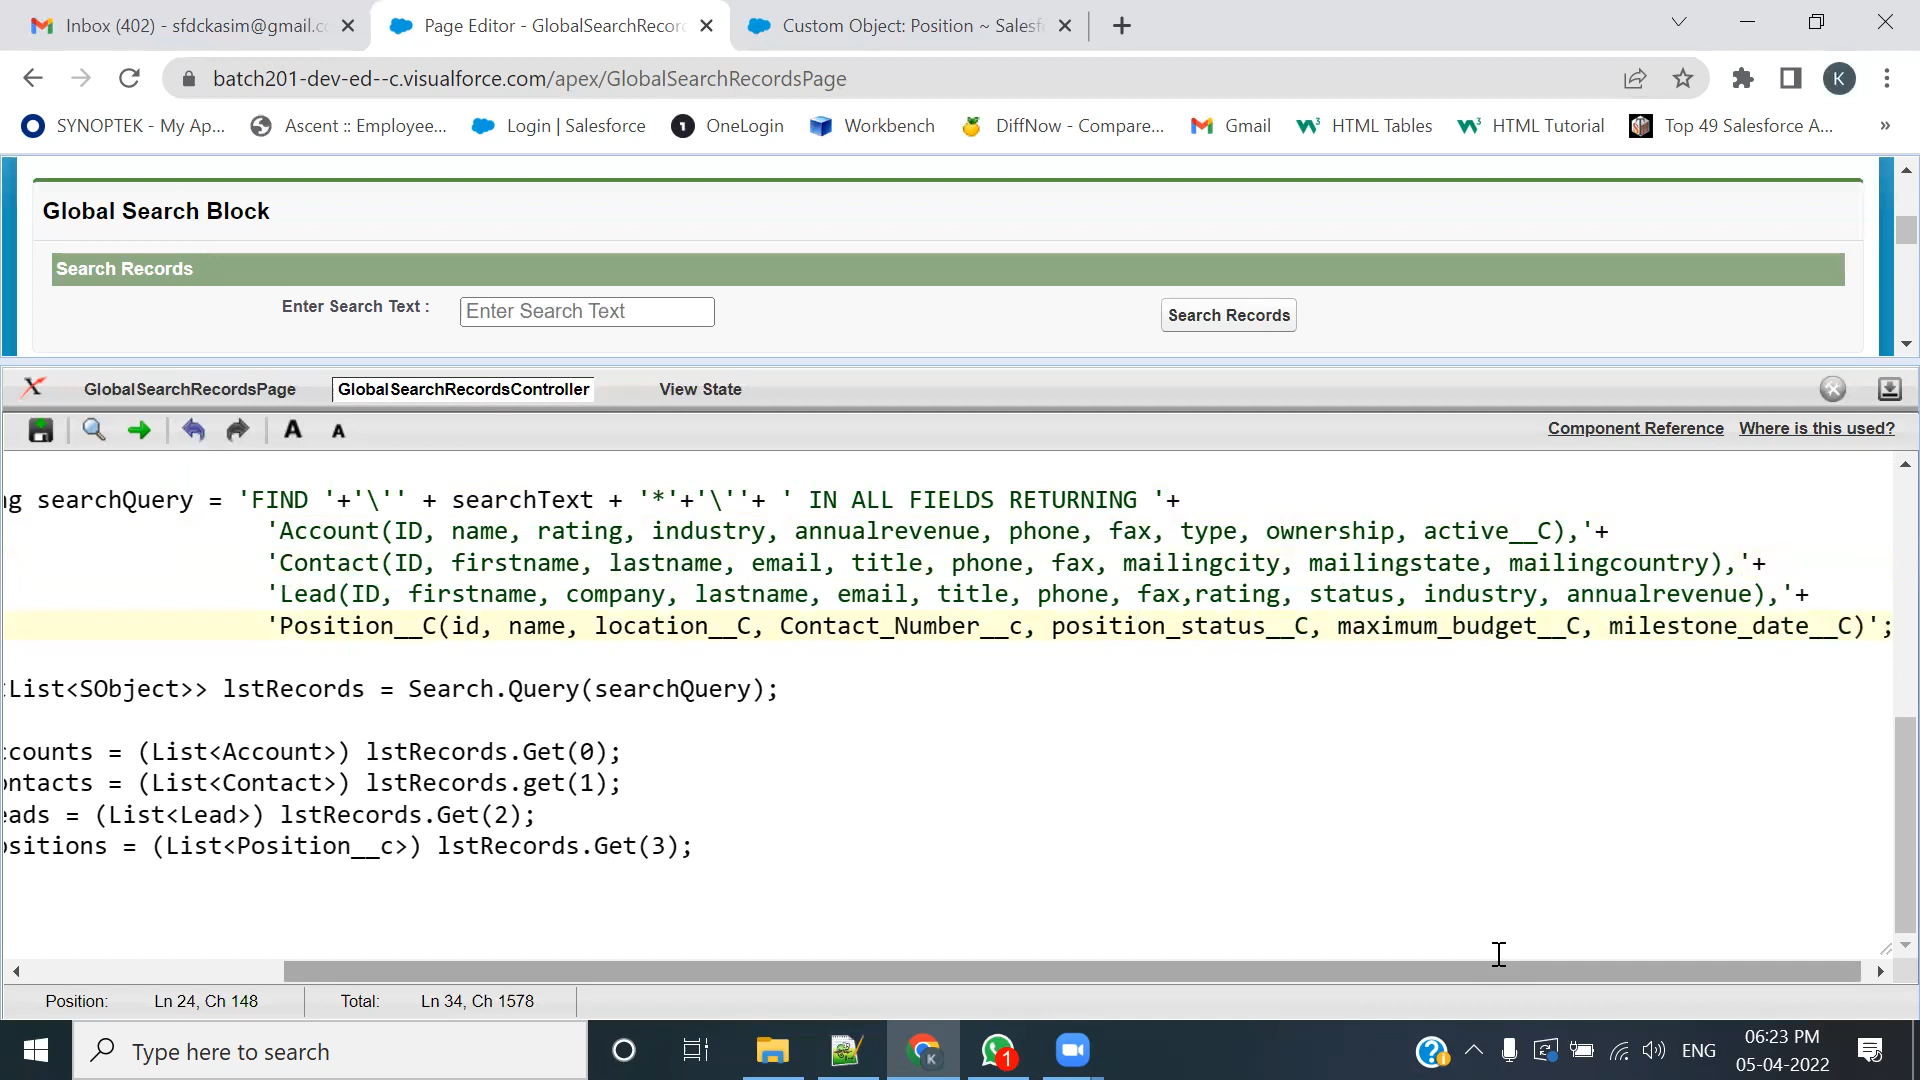 Inbox (402) - sfdckasim@gmail.c
Page Editor - GlobalSearchRecor
Custom Object: Position ~ Salesf
batch201-dev-ed--c.visualforce.com/apex/GlobalSearchRecordsPage
K
SYNOPTEK - My Ap...
Ascent :: Employee...
Login | Salesforce
OneLogin
Workbench
DiffNow - Compare...
Gmail
HTML Tables
HTML Tutorial
Top 49 Salesforce A...
»
Global Search Block
Search Records
Enter Search Text :
Enter Search Text
Search Records
GlobalSearchRecordsPage
GlobalSearchRecordsController
View State
A
A
Component Reference
Where is this used?
ng searchQuery = 'FIND '+'\'' + searchText + '*'+'\''+ ' IN ALL FIELDS RETURNING '+
'Account(ID, name, rating, industry, annualrevenue, phone, fax, type, ownership, active__C),'+
'Contact(ID, firstname, lastname, email, title, phone, fax, mailingcity, mailingstate, mailingcountry),'+
'Lead(ID, firstname, company, lastname, email, title, phone, fax,rating, status, industry, annualrevenue),'+
'Position__C(id, name, location__C, Contact_Number__c, position_status__C, maximum_budget__C, milestone_date__C)';
List<SObject>> lstRecords = Search.Query(searchQuery);
ccounts = (List<Account>) lstRecords.Get(0);
ontacts = (List<Contact>) lstRecords.get(1);
eads = (List<Lead>) lstRecords.Get(2);
ositions = (List<Position__c>) lstRecords.Get(3);
Position:
Ln 24, Ch 148
Total:
Ln 34, Ch 1578
Type here to search
K
1
ENG
06:23 PM
05-04-2022